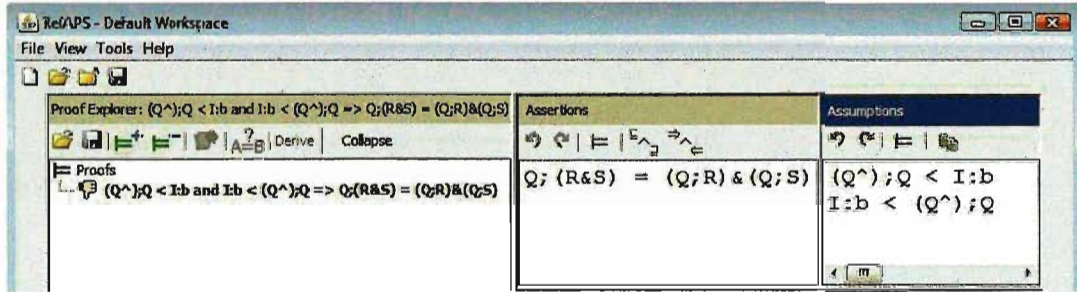 RelAPS - Default Workspace
File View Tools Help
Proof Explorer: (Q^);Q < I:b and I:b < (Q^);Q => Q;(R&S) = (Q;R)&(Q;S)
Assertions
Assumptions
A=B ? Derive Collapse
Proofs
(Q^);Q < I:b and I:b < (Q^);Q => Q;(R&S) = (Q;R)&(Q;S)
Q;(R&S) = (Q;R)&(Q;S)
(Q^);Q < I:b
I:b < (Q^);Q